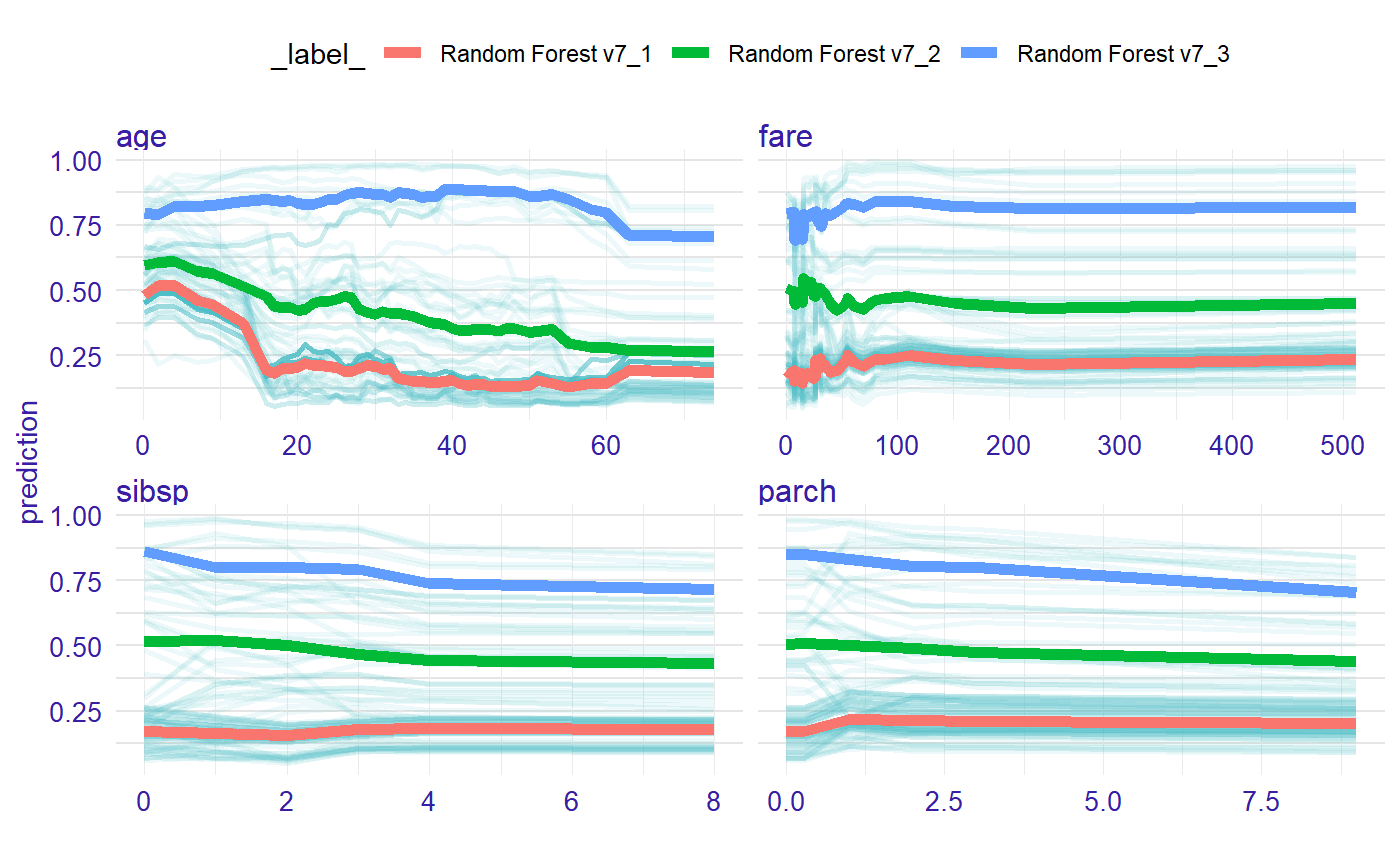 _label_ Random Forest v7_1 Random Forest v7_2 Random Forest v7_3
age
fare
1.00
0.75
0.50
0.25
0 20 40 60
0 100 200 300 400 500
prediction
sibsp
parch
1.00
0.75
0.50
0.25
0 2 4 6 8
0.0 2.5 5.0 7.5